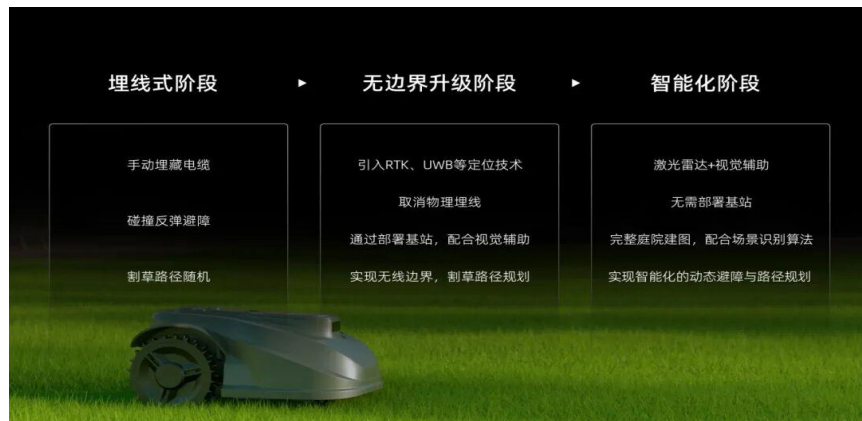 埋线式阶段
▶
无边界升级阶段
▶
智能化阶段
手动埋藏电缆
碰撞反弹避障
割草路径随机
引入RTK、UWB等定位技术
取消物理埋线
通过部署基站，配合视觉辅助
实现无线边界，割草路径规划
激光雷达+视觉辅助
无需部署基站
完整庭院建图，配合场景识别算法
实现智能化的动态避障与路径规划